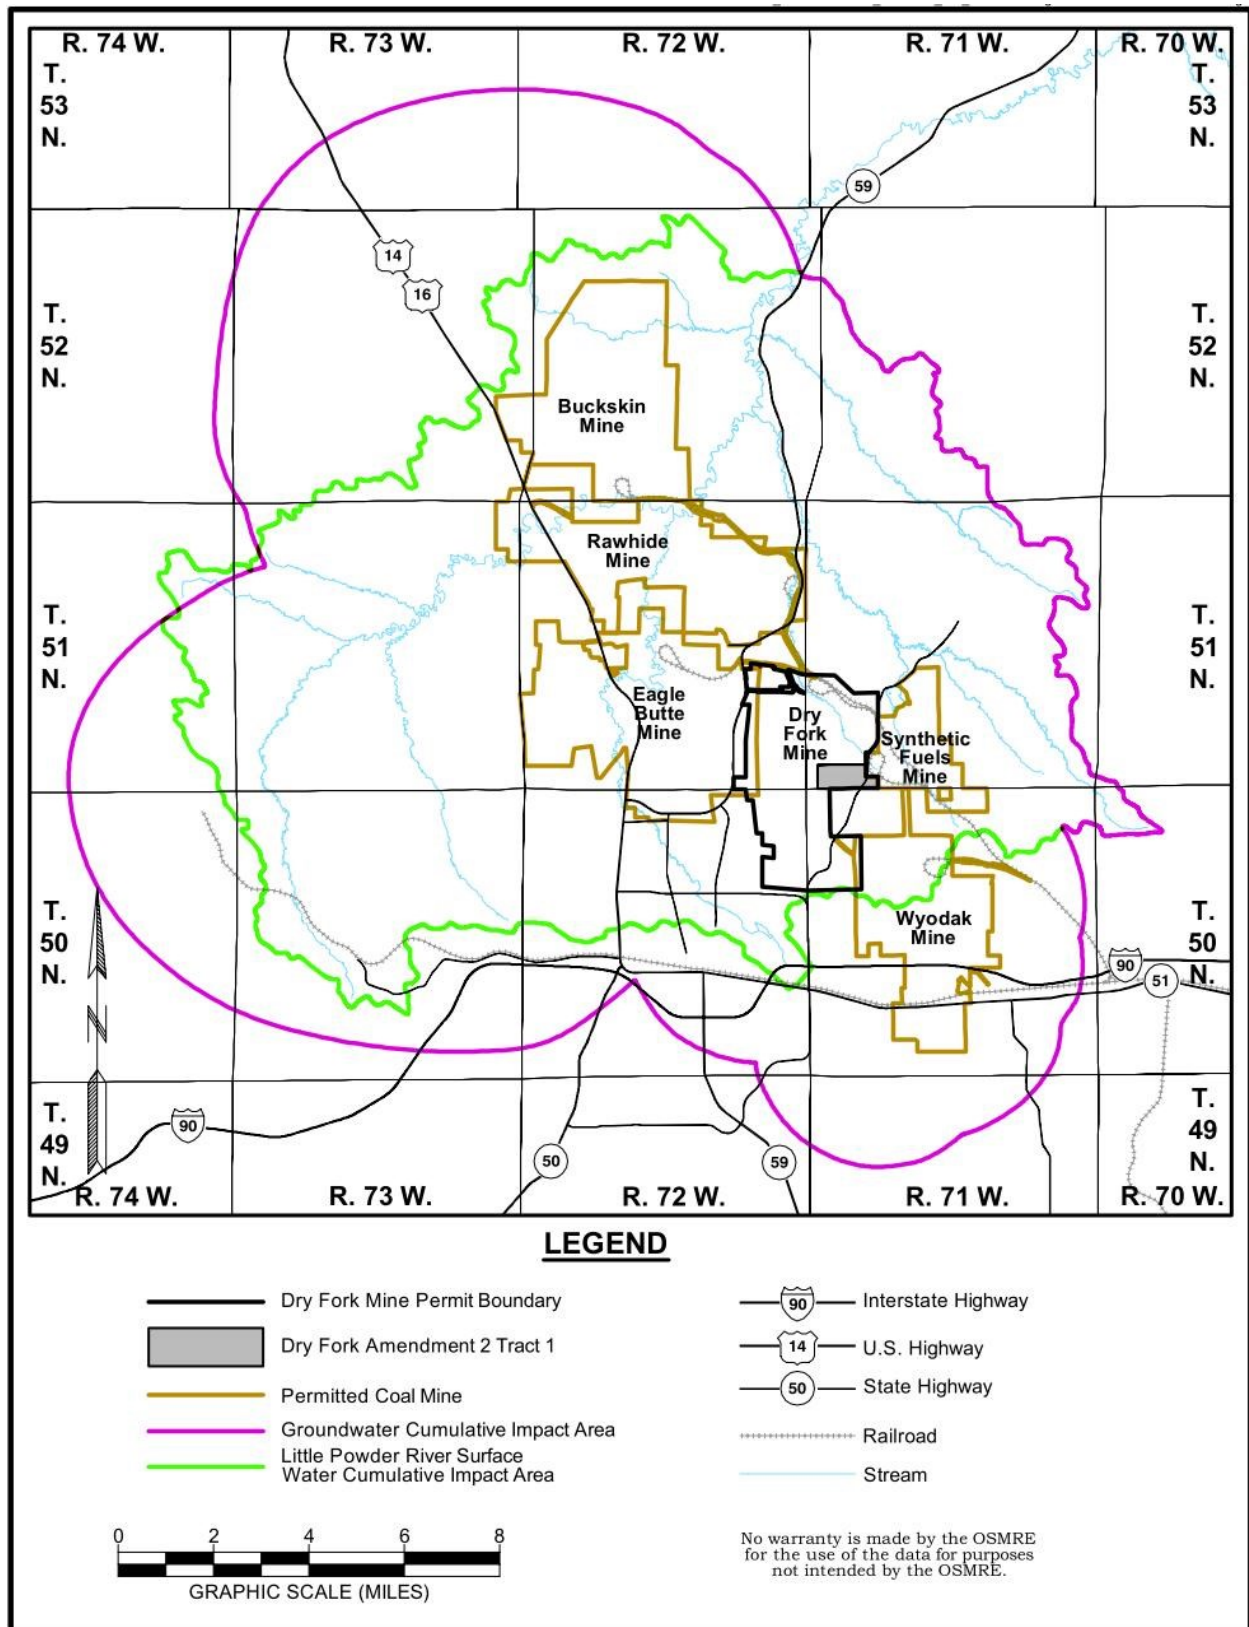 R. 74 W.
R. 73 W.
R. 72 W.
R. 71 W.
R. 70 W.
T.
53
N.
T.
53
N.
59
14
16
T.
52
N.
T.
52
N.
Buckskin
Mine
Rawhide
Mine
T.
51
N.
T.
51
N.
Eagle
Butte
Mine
Dry
Fork
Mine
Synthetic
Fuels
Mine
T.
50
N.
T.
50
N.
Wyodak
Mine
90
51
N
T.
49
N.
T.
49
N.
90
50
59
R. 74 W.
R. 73 W.
R. 72 W.
R. 71 W.
R. 70 W.
LEGEND
Dry Fork Mine Permit Boundary
Dry Fork Amendment 2 Tract 1
Permitted Coal Mine
Groundwater Cumulative Impact Area
Little Powder River Surface
Water Cumulative Impact Area
90 Interstate Highway
14 U.S. Highway
50 State Highway
Railroad
Stream
0 2 4 6 8
GRAPHIC SCALE (MILES)
No warranty is made by the OSMRE
for the use of the data for purposes
not intended by the OSMRE.